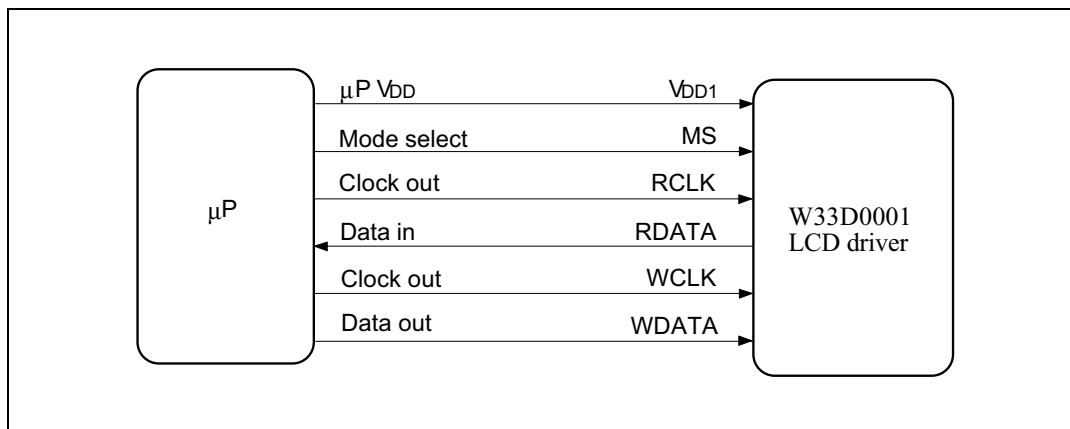 μP VDD VDD1
Mode select MS
Clock out RCLK
μP
Data in RDATA
W33D0001
LCD driver
Clock out WCLK
Data out WDATA